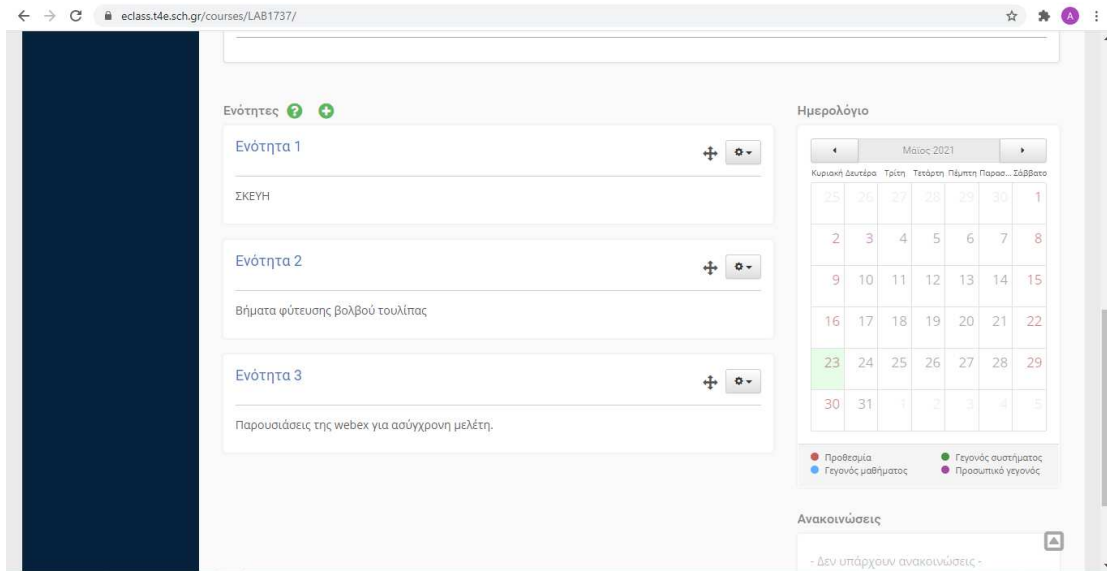 eclass.t4e.sch.gr/courses/LAB1737/
A
Ενότητες
Ενότητα 1
ΣΚΕΥΗ
Ενότητα 2
Βήματα φύτευσης βολβού τουλίπας
Ενότητα 3
Παρουσιάσεις της webex για ασύγχρονη μελέτη.
Ημερολόγιο
Μάϊος 2021
Κυριακή Δευτέρα Τρίτη Τετάρτη Πέμπτη Παρασ... Σάββατο
25 26 27 28 29 30 1
2 3 4 5 6 7 8
9 10 11 12 13 14 15
16 17 18 19 20 21 22
23 24 25 26 27 28 29
30 31 1 2 3 4 5
Προθεσμία Γεγονός συστήματος
Γεγονός μαθήματος Προσωπικό γεγονός
Ανακοινώσεις
- Δεν υπάρχουν ανακοινώσεις -